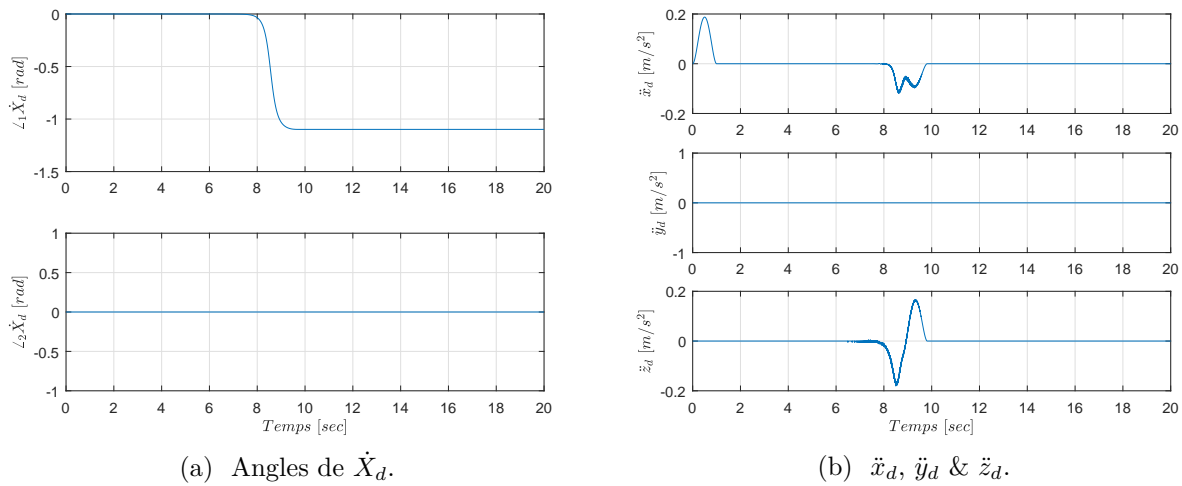 ∠₁Ẋ_d [rad]
0
-0.5
-1
-1.5
0 2 4 6 8 10 12 14 16 18 20
∠₂Ẋ_d [rad]
1
0.5
0
-0.5
-1
0 2 4 6 8 10 12 14 16 18 20
Temps [sec]
(a) Angles de Ẋ_d.
ẍ_d [m/s²]
0.2
0
-0.2
0 2 4 6 8 10 12 14 16 18 20
ÿ_d [m/s²]
1
0
-1
0 2 4 6 8 10 12 14 16 18 20
z̈_d [m/s²]
0.2
0
-0.2
0 2 4 6 8 10 12 14 16 18 20
Temps [sec]
(b) ẍ_d, ÿ_d & z̈_d.